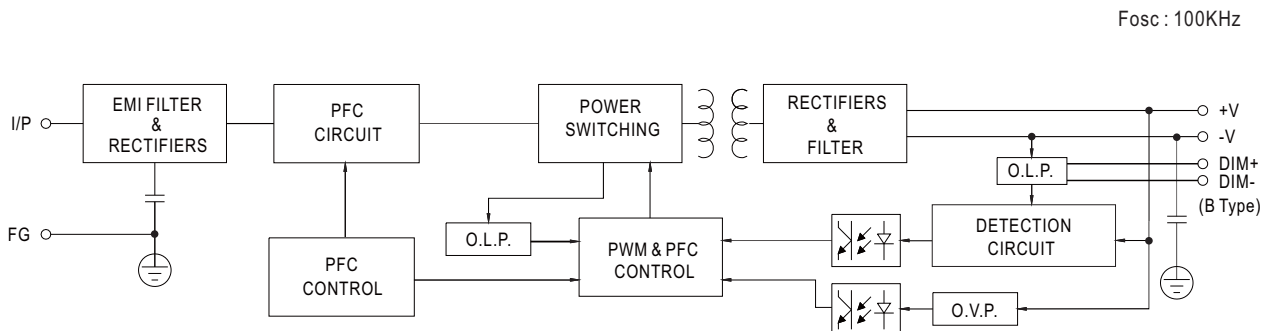 Fosc : 100KHz
I/P
EMI FILTER
&
RECTIFIERS
PFC
CIRCUIT
POWER
SWITCHING
RECTIFIERS
&
FILTER
+V
-V
O.L.P.
DIM+
DIM-
(B Type)
FG
O.L.P.
PFC
CONTROL
PWM & PFC
CONTROL
DETECTION
CIRCUIT
O.V.P.